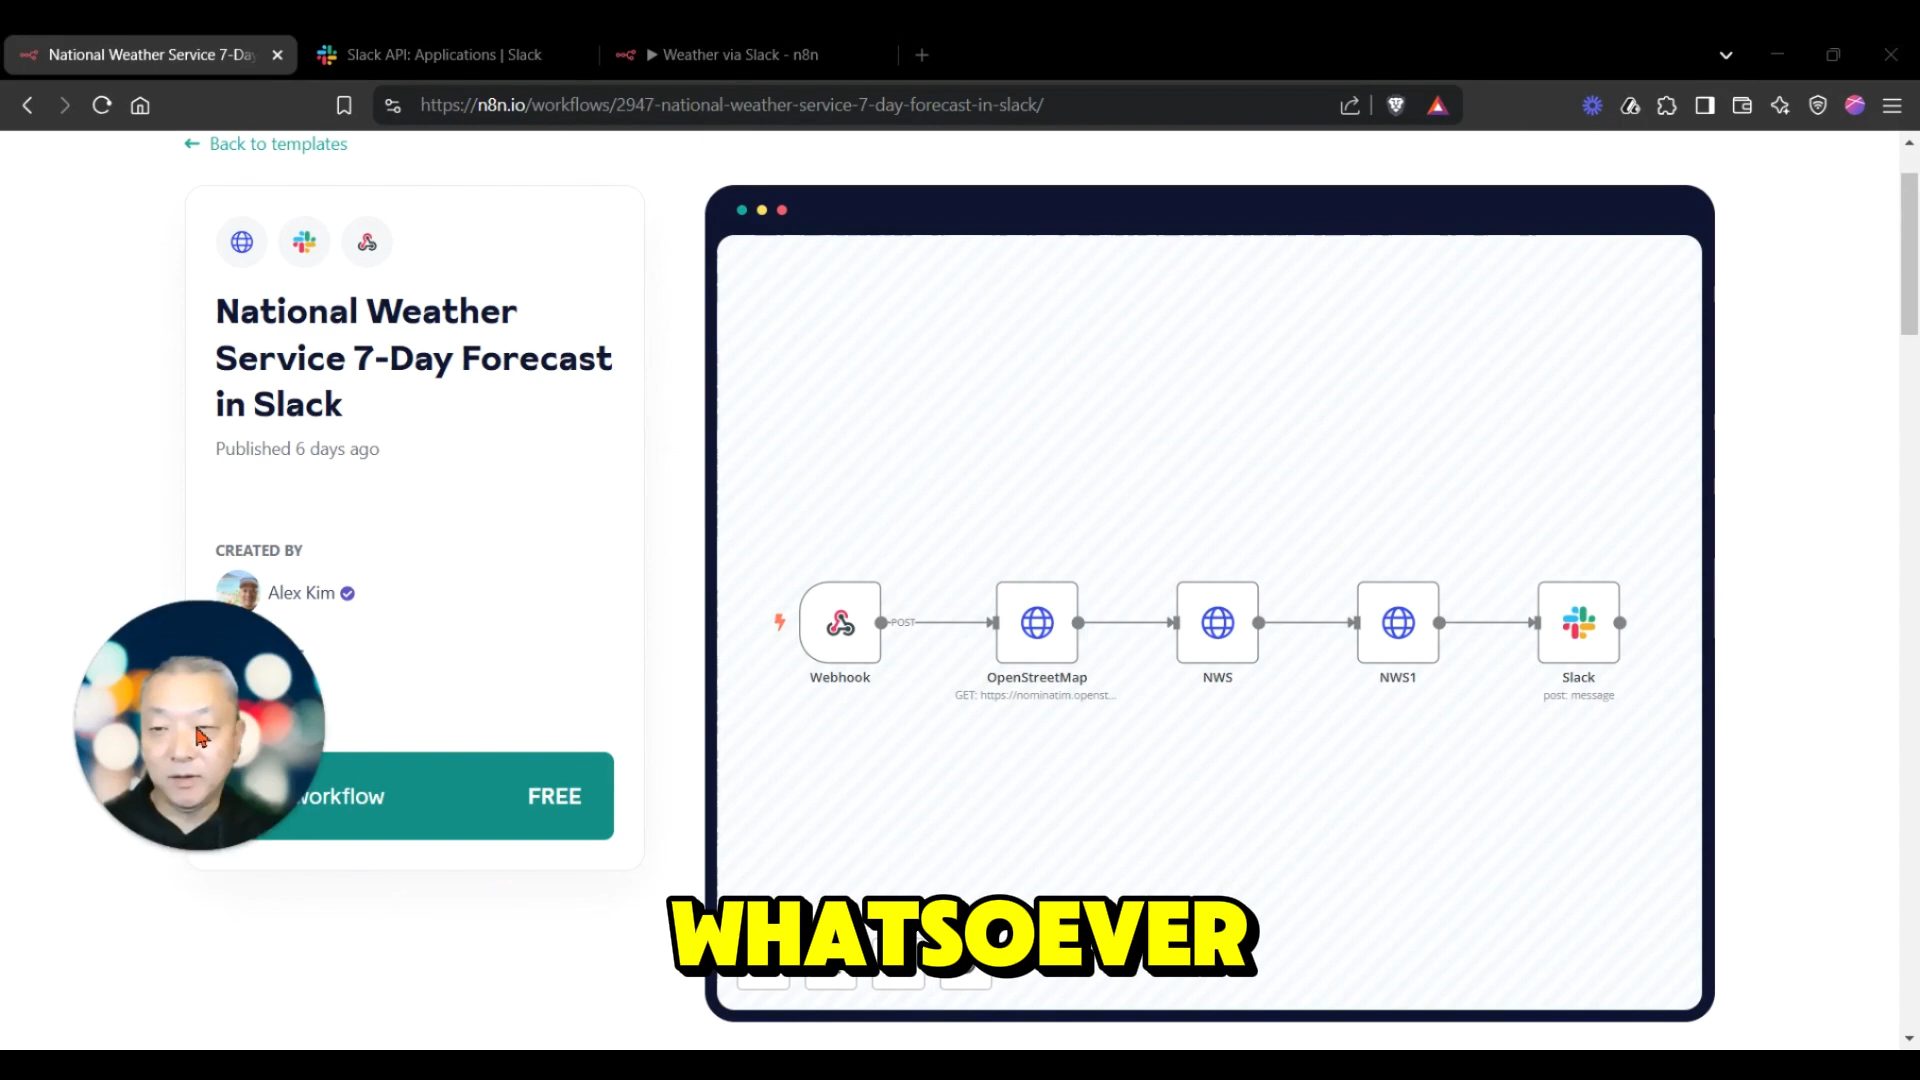 National Weather Service 7-Da
Slack API: Applications | Slack
▶ Weather via Slack - n8n
https://n8n.io/workflows/2947-national-weather-service-7-day-forecast-in-slack/
← Back to templates
National Weather
Service 7-Day Forecast
in Slack
Published 6 days ago
CREATED BY
Alex Kim
workflow
FREE
POST
Webhook
OpenStreetMap
GET: https://nominatim.openst...
NWS
NWS1
Slack
post: message
WHATSOEVER